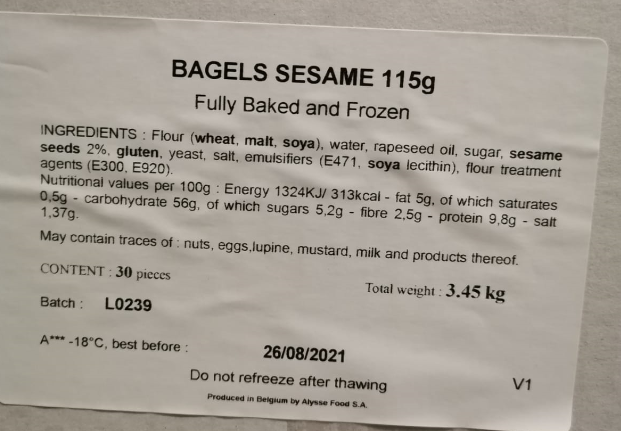 BAGELS SESAME 115g
Fully Baked and Frozen
INGREDIENTS : Flour (wheat, malt, soya), water, rapeseed oil, sugar, sesame
seeds 2%, gluten, yeast, salt, emulsifiers (E471, soya lecithin), flour treatment
agents (E300, E920).
Nutritional values per 100g : Energy 1324KJ/ 313kcal - fat 5g, of which saturates
0,5g - carbohydrate 56g, of which sugars 5,2g - fibre 2,5g - protein 9,8g - salt
1,37g.
May contain traces of : nuts, eggs,lupine, mustard, milk and products thereof.
CONTENT : 30 pieces
Total weight : 3.45 kg
Batch : L0239
A*** -18°C, best before :
26/08/2021
Do not refreeze after thawing
V1
Produced in Belgium by Alysse Food S.A.